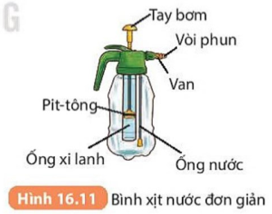 G
Tay bơm
Vòi phun
Van
Pit-tông
Ống xi lanh
Ống nước
Hình 16.11 Bình xịt nước đơn giản